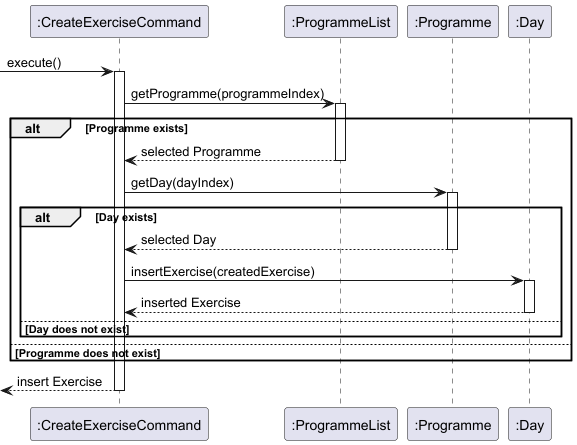 :CreateExerciseCommand :ProgrammeList :Programme :Day
execute()
getProgramme(programmeIndex)
alt [Programme exists]
selected Programme
getDay(dayIndex)
alt [Day exists]
selected Day
insertExercise(createdExercise)
inserted Exercise
[Day does not exist]
[Programme does not exist]
insert Exercise
:CreateExerciseCommand :ProgrammeList :Programme :Day